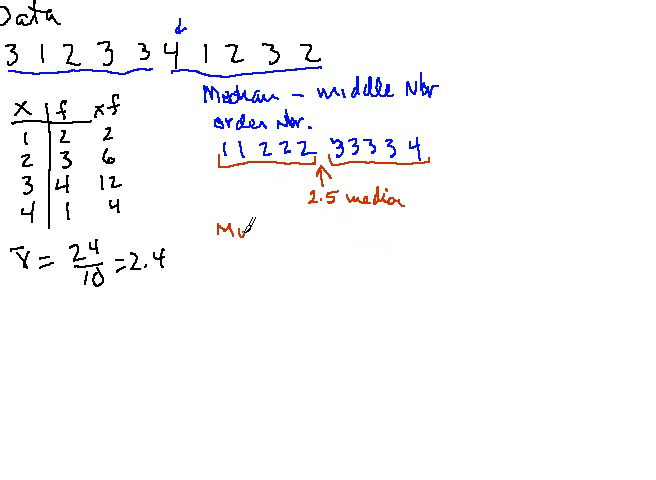 Data
3 1 2 3 3 4 1 2 3 2
Median - middle Nbr
order Nbr.
1 1 2 2 2 3 3 3 3 4
2.5 median
x f xf
1 2 2
2 3 6
3 4 12
4 1 4
= 24/10 = 2.4